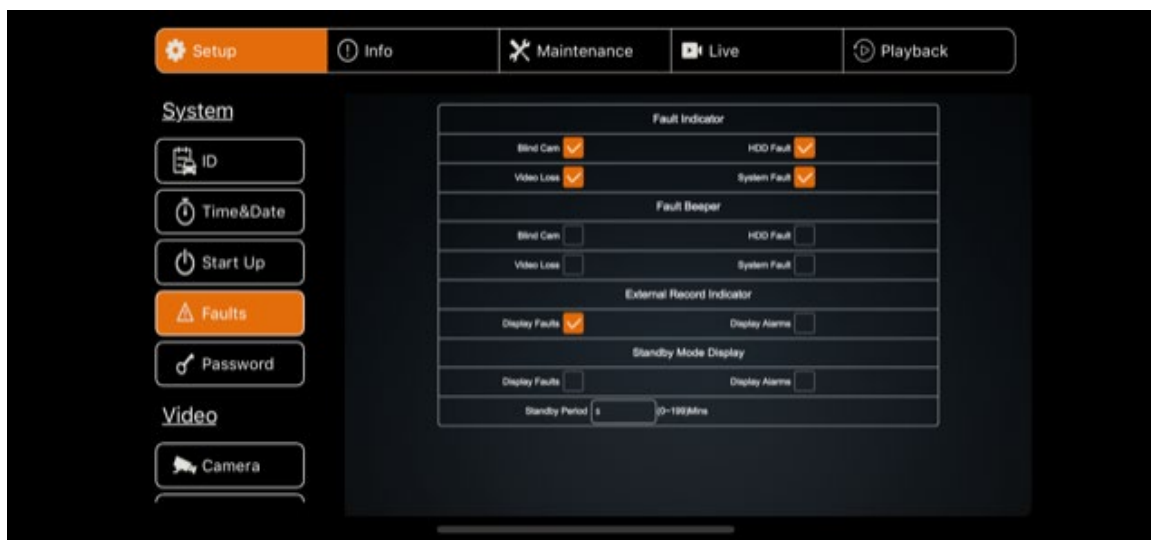 Setup
Info
Maintenance
Live
Playback
System
ID
Time&Date
Start Up
Faults
Password
Video
Camera
Fault Indicator
Blind Cam HDD Fault
Video Loss System Fault
Fault Beeper
Blind Cam HDD Fault
Video Loss System Fault
External Record Indicator
Display Faults Display Alarms
Standby Mode Display
Display Faults Display Alarms
Standby Period (0~199)Mins